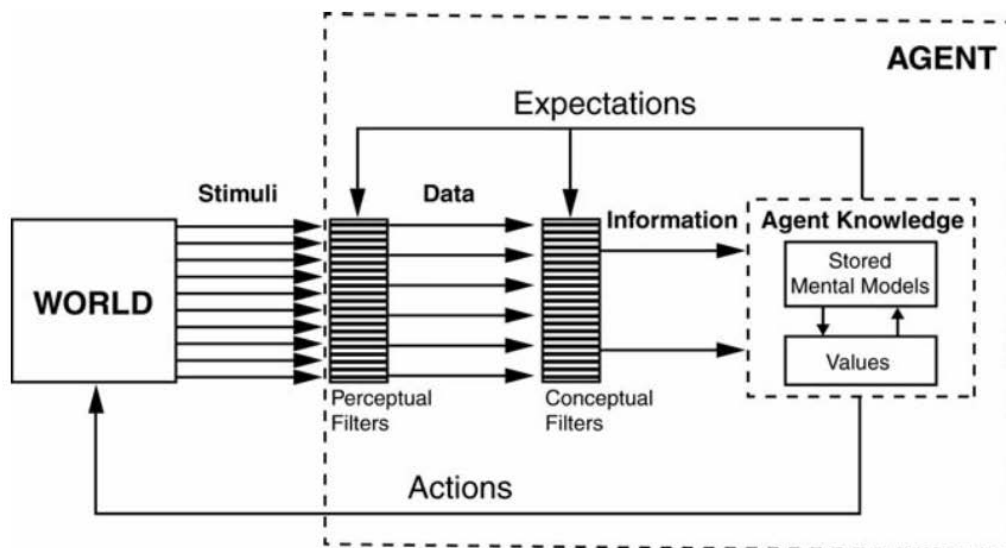 AGENT
Expectations
Stimuli
Data
Information
Agent Knowledge
Stored
Mental Models
Values
WORLD
Perceptual
Filters
Conceptual
Filters
Actions